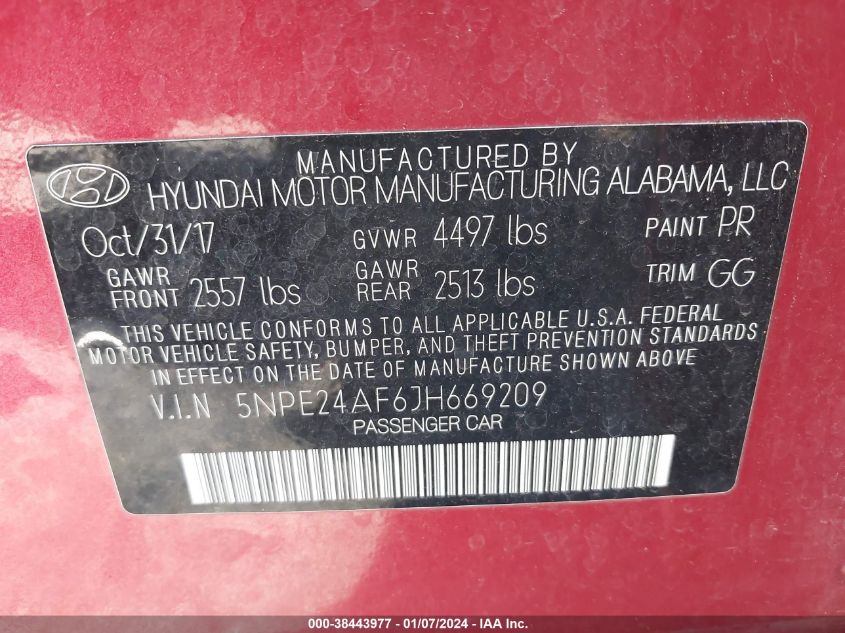 MANUFACTURED BY
HYUNDAI MOTOR MANUFACTURING ALABAMA, LLC
Oct/31/17 GVWR 4497 lbs PAINT PR
GAWR FRONT 2557 lbs GAWR REAR 2513 lbs TRIM GG
THIS VEHICLE CONFORMS TO ALL APPLICABLE U.S.A. FEDERAL
MOTOR VEHICLE SAFETY, BUMPER, AND THEFT PREVENTION STANDARDS
IN EFFECT ON THE DATE OF MANUFACTURE SHOWN ABOVE
V.I.N 5NPE24AF6JH669209
PASSENGER CAR
000-38443977 - 01/07/2024 - IAA Inc.